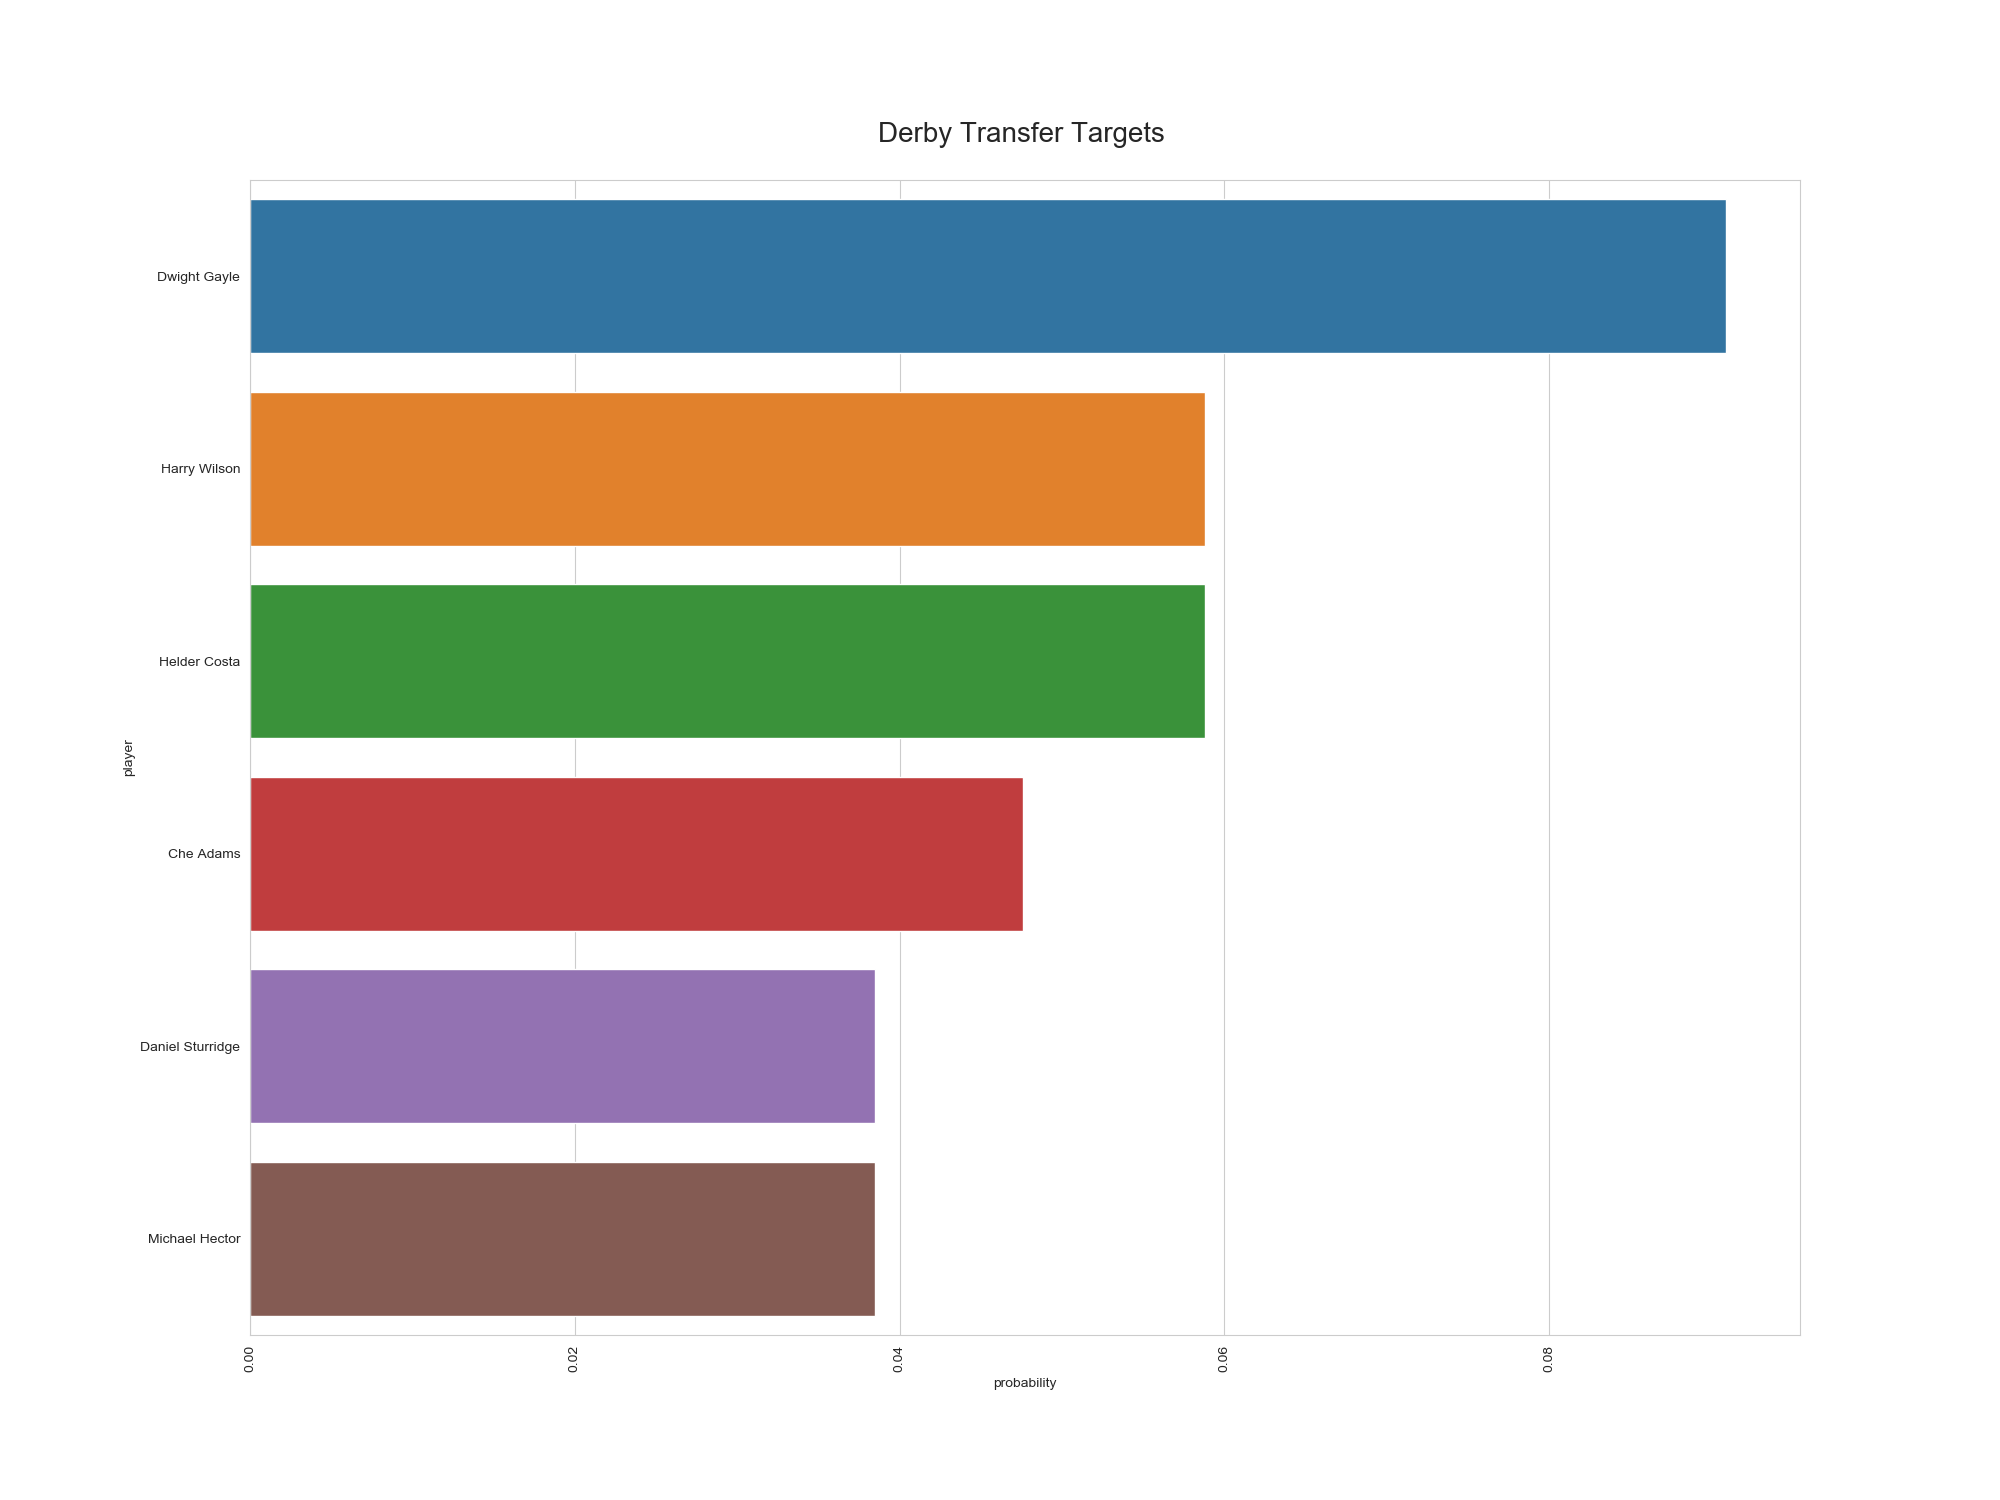 Derby Transfer Targets
Dwight Gayle
Harry Wilson
Helder Costa
player
Che Adams
Daniel Sturridge
Michael Hector
0.00
0.02
0.04
0.06
0.08
probability